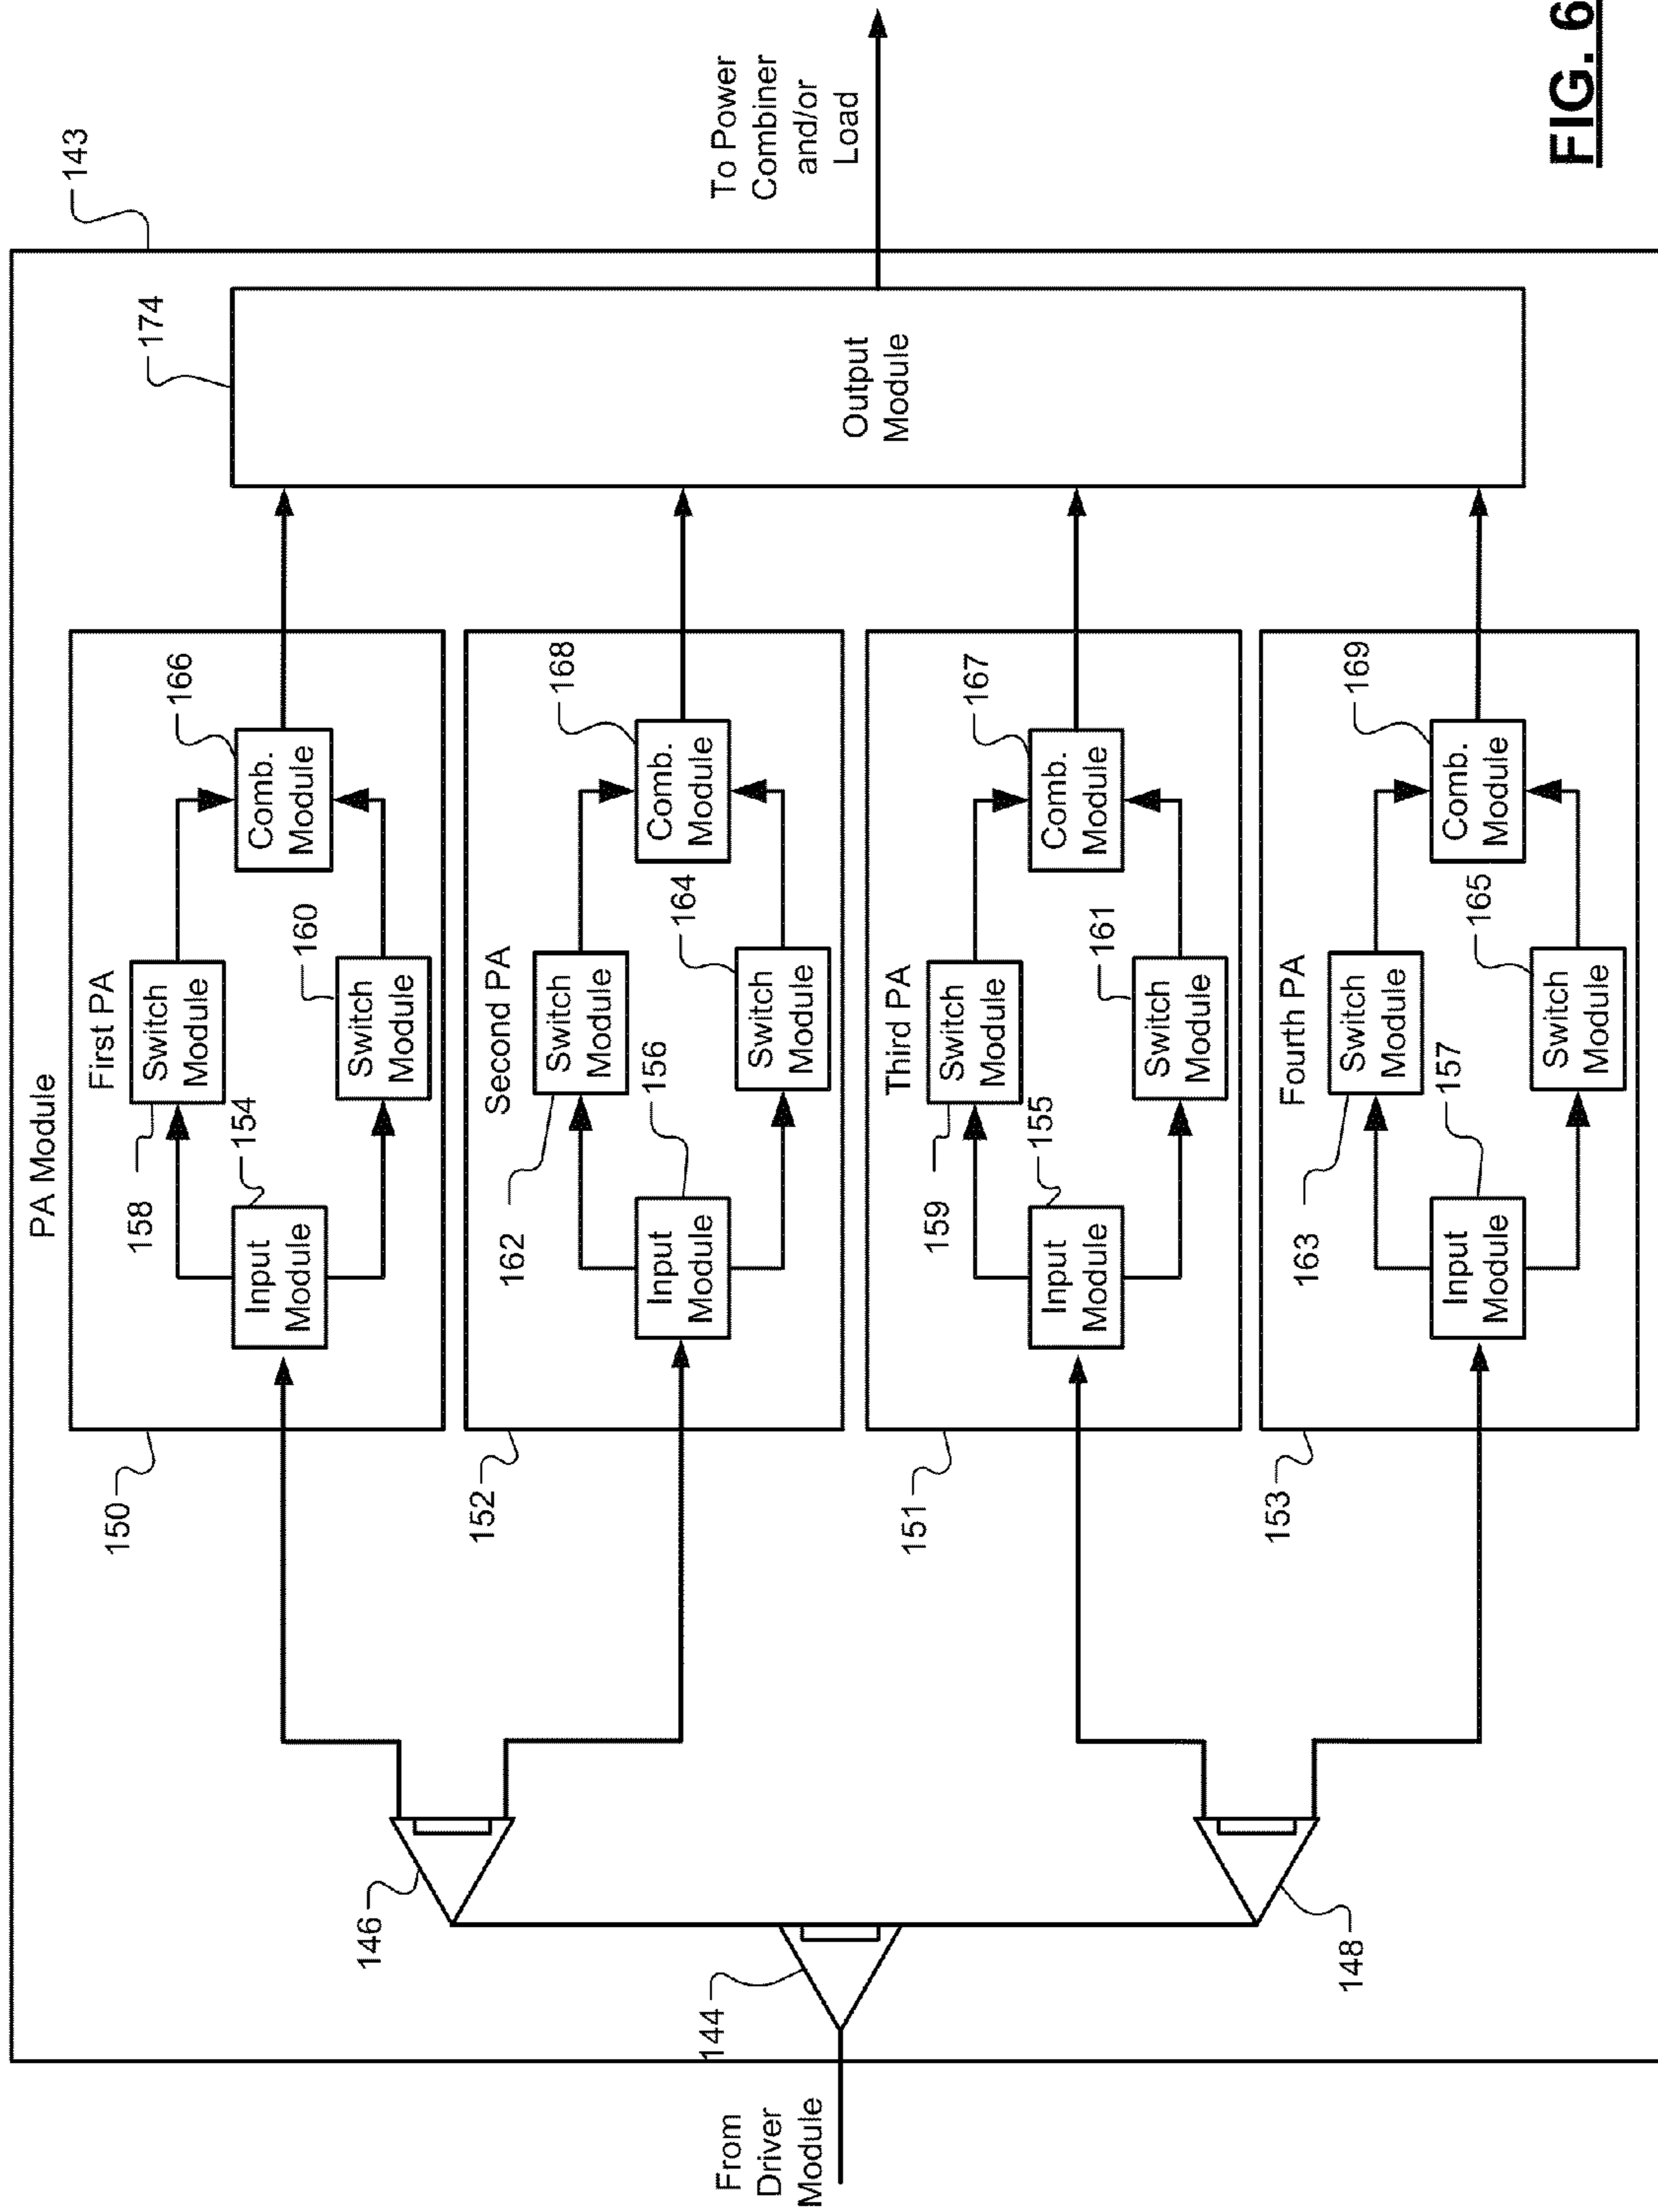 143
PA Module
174
150
First PA
158
Switch
Module
154
Input
Module
160
Switch
Module
166
Comb.
Module
152
Second PA
162
Switch
Module
156
Input
Module
164
Switch
Module
168
Comb.
Module
151
Third PA
159
Switch
Module
155
Input
Module
161
Switch
Module
167
Comb.
Module
153
Fourth PA
163
Switch
Module
157
Input
Module
165
Switch
Module
169
Comb.
Module
Output
Module
To Power
Combiner
and/or
Load
146
144
148
From
Driver
Module
FIG. 6